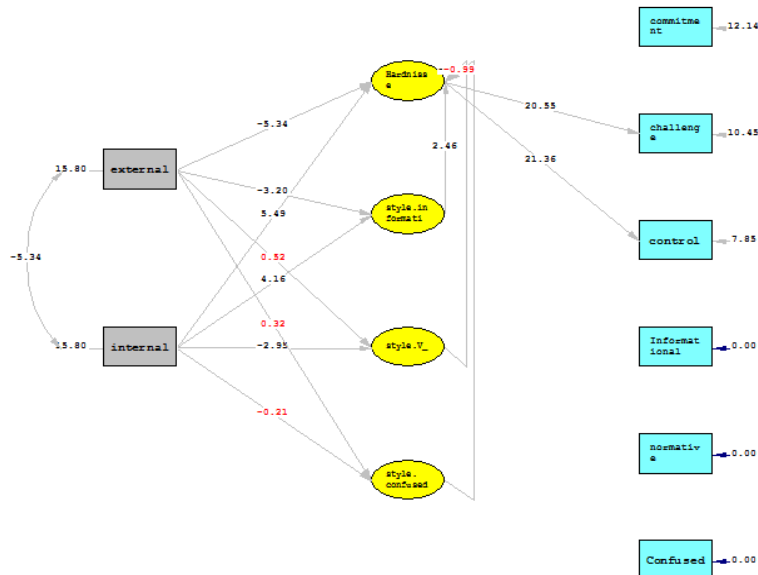 commitme
nt
12.14
Hardniss
e
-0.99
20.55
challeng
e
10.45
-5.34
2.46
21.36
15.80
external
-3.20
5.49
style.in
formati
control
7.85
-5.34
0.52
4.16
0.32
15.80
internal
-2.95
style.V_
Informat
ional
0.00
-0.21
normativ
e
0.00
style.
confused
Confused
0.00